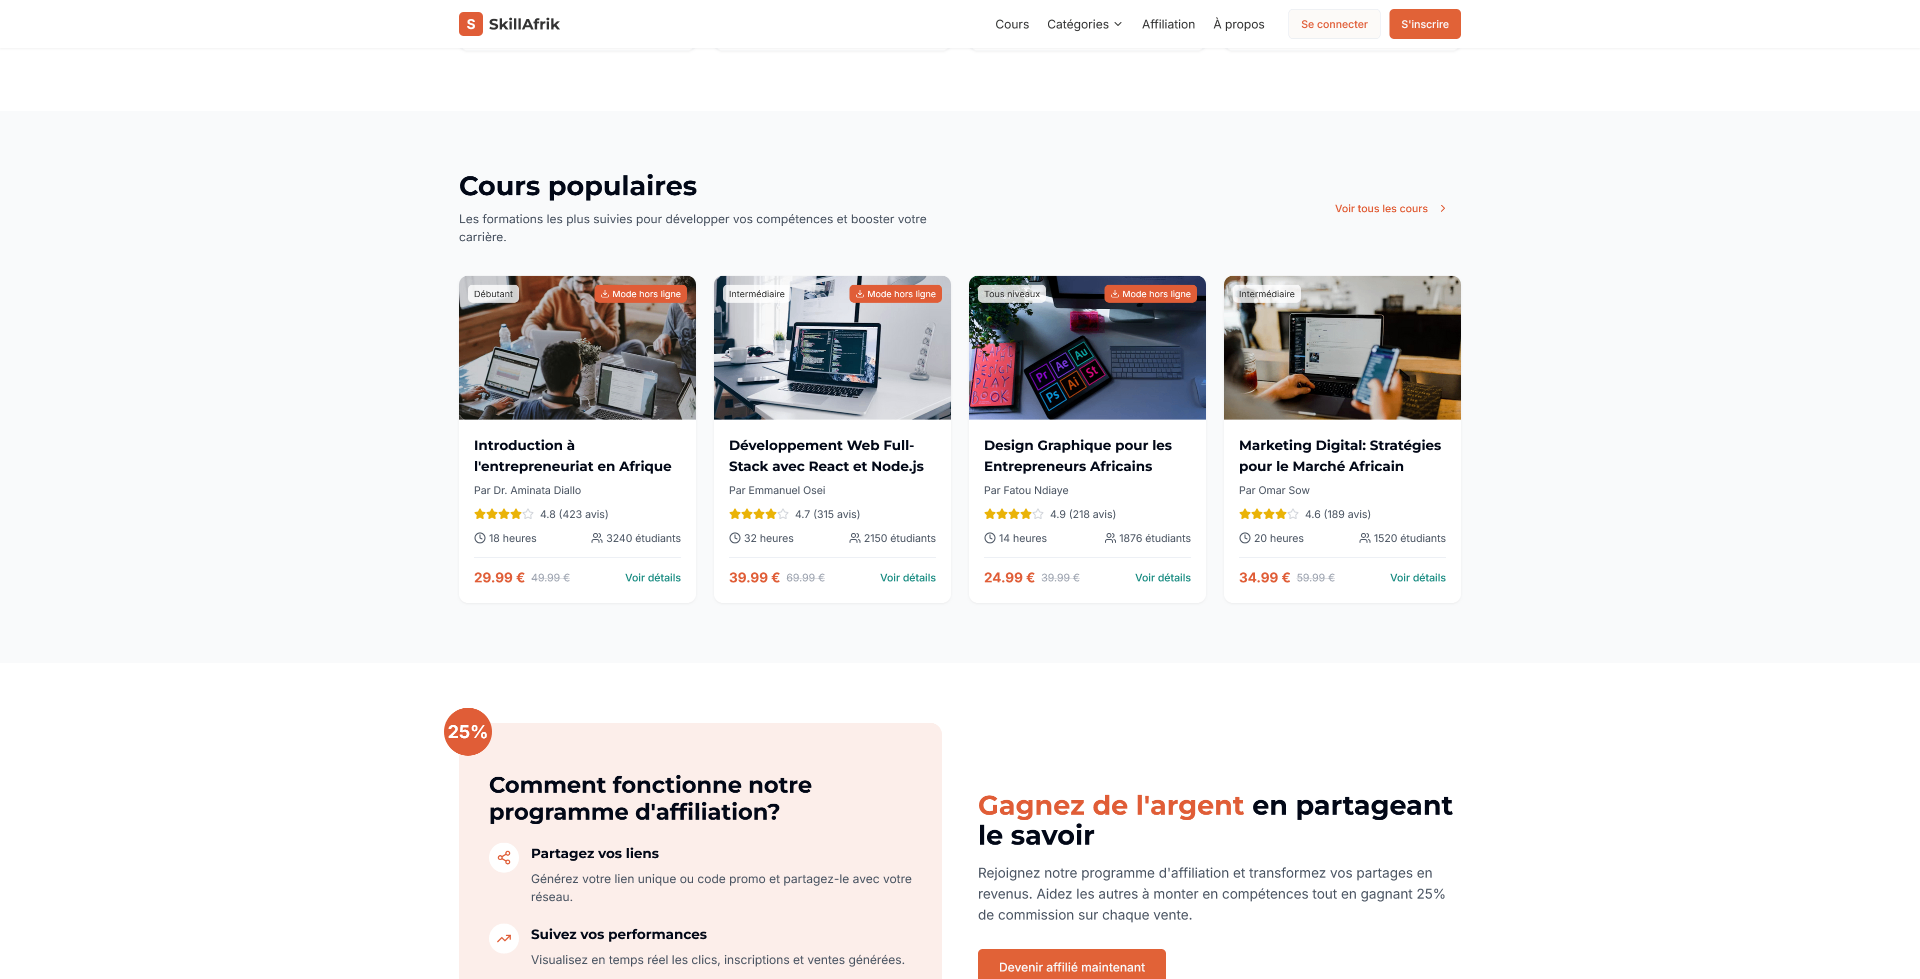 S SkillAfrik
Cours Catégories Affiliation À propos Se connecter S'inscrire
Cours populaires
Les formations les plus suivies pour développer vos compétences et booster votre
carrière.
Voir tous les cours
Débutant Mode hors ligne
Introduction à
l'entrepreneuriat en Afrique
Par Dr. Aminata Diallo
4.8 (423 avis)
18 heures 3240 étudiants
29.99 € 49.99 € Voir détails
Intermédiaire Mode hors ligne
Développement Web Full-
Stack avec React et Node.js
Par Emmanuel Osei
4.7 (315 avis)
32 heures 2150 étudiants
39.99 € 69.99 € Voir détails
Tous niveaux Mode hors ligne
DESIGN
PLAY
BOOK
Pr Ae Au
Ps Ai St
Design Graphique pour les
Entrepreneurs Africains
Par Fatou Ndiaye
4.9 (218 avis)
14 heures 1876 étudiants
24.99 € 39.99 € Voir détails
Intermédiaire
Marketing Digital: Stratégies
pour le Marché Africain
Par Omar Sow
4.6 (189 avis)
20 heures 1520 étudiants
34.99 € 59.99 € Voir détails
25%
Comment fonctionne notre
programme d'affiliation?
Partagez vos liens
Générez votre lien unique ou code promo et partagez-le avec votre
réseau.
Suivez vos performances
Visualisez en temps réel les clics, inscriptions et ventes générées.
Gagnez de l'argent en partageant
le savoir
Rejoignez notre programme d'affiliation et transformez vos partages en
revenus. Aidez les autres à monter en compétences tout en gagnant 25%
de commission sur chaque vente.
Devenir affilié maintenant